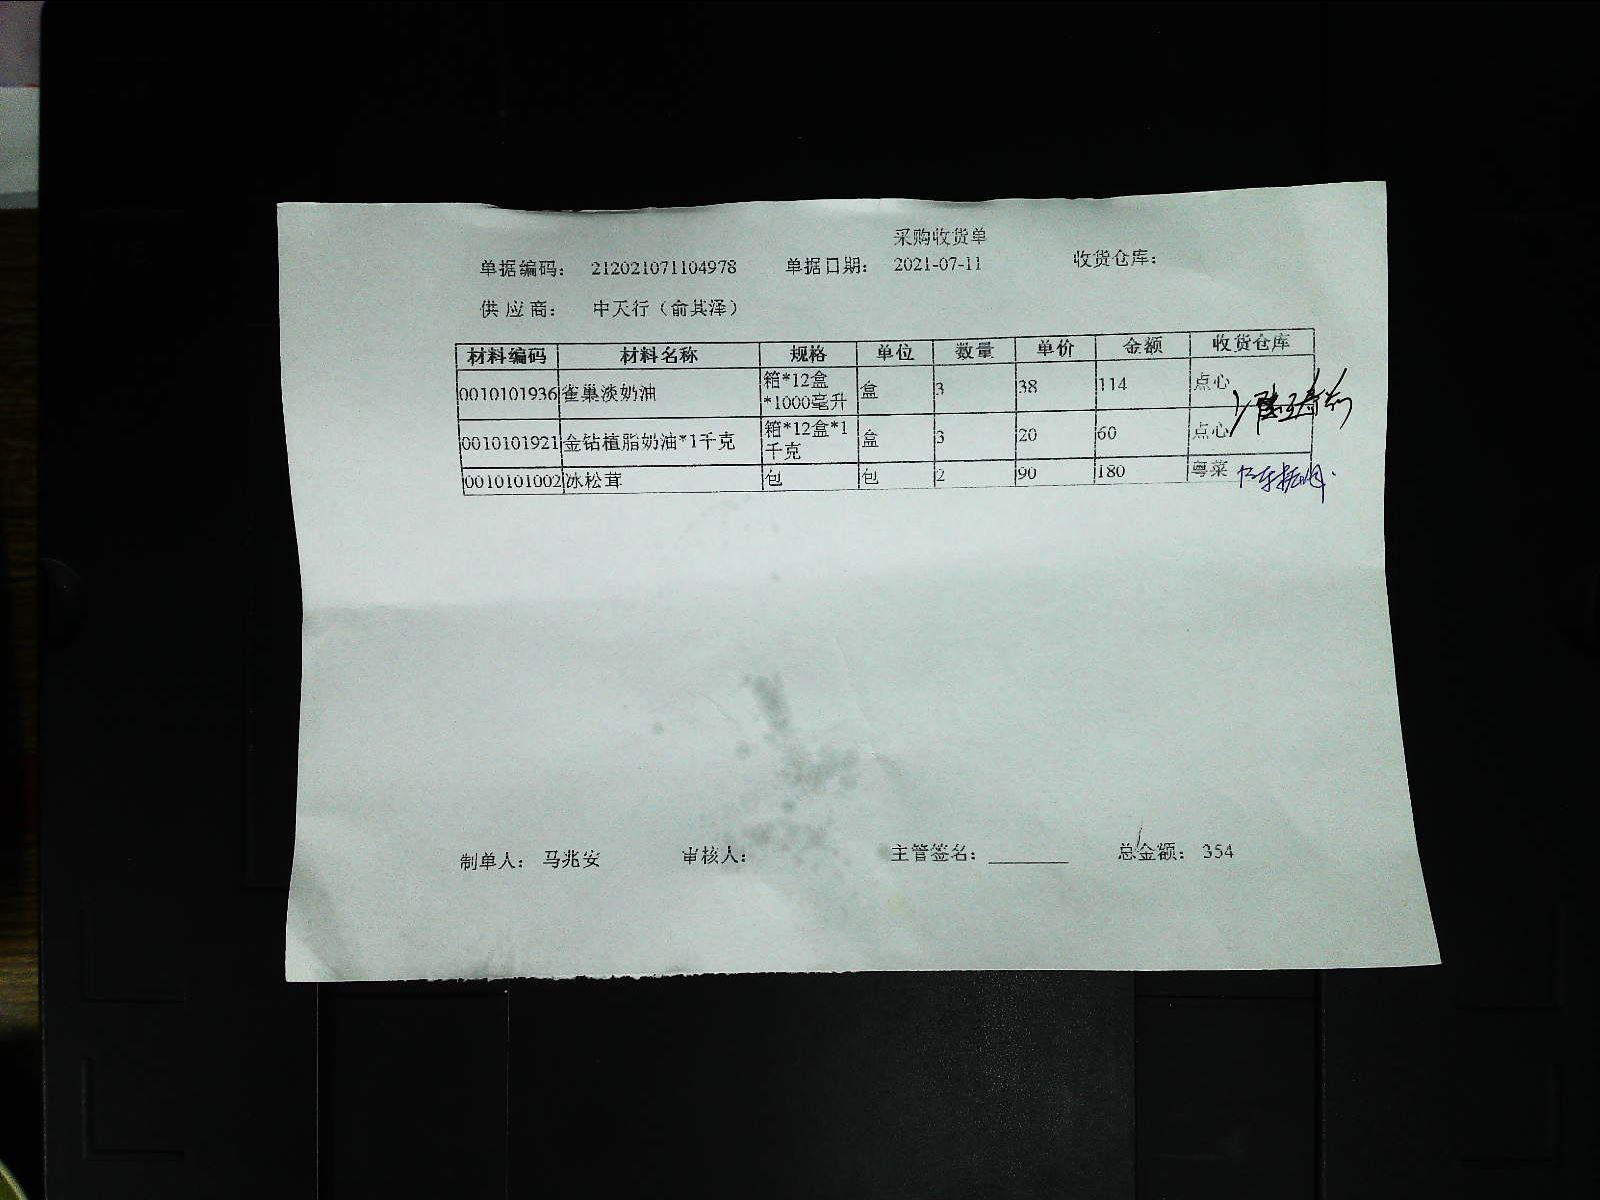 采购收货单
单据编码： 212021071104978 单据日期： 2021-07-11 收货仓库：
供 应 商： 中天行（俞其泽）
材料编码 材料名称 规格 单位 数量 单价 金额 收货仓库
0010101936 雀巢淡奶油 箱*12盒*1000毫升 盒 3 38 114 点心
0010101921 金钻植脂奶油*1千克 箱*12盒*1千克 盒 3 20 60 点心
0010101002 冰松茸 包 包 2 90 180 粤菜
制单人： 马兆安 审核人： 主管签名：________ 总金额： 354